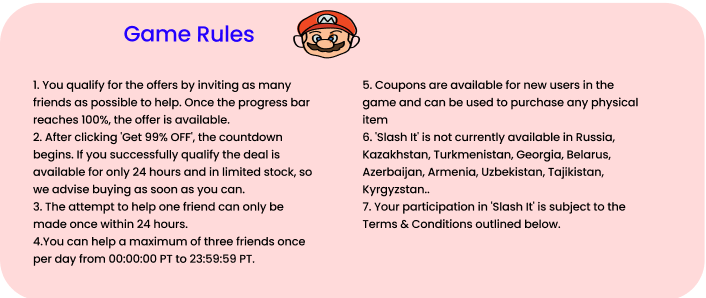 Game Rules
M
1. You qualify for the offers by inviting as many
friends as possible to help. Once the progress bar
reaches 100%, the offer is available.
2. After clicking 'Get 99% OFF', the countdown
begins. If you successfully qualify the deal is
available for only 24 hours and in limited stock, so
we advise buying as soon as you can.
3. The attempt to help one friend can only be
made once within 24 hours.
4.You can help a maximum of three friends once
per day from 00:00:00 PT to 23:59:59 PT.
5. Coupons are available for new users in the
game and can be used to purchase any physical
item
6. 'Slash It' is not currently available in Russia,
Kazakhstan, Turkmenistan, Georgia, Belarus,
Azerbaijan, Armenia, Uzbekistan, Tajikistan,
Kyrgyzstan..
7. Your participation in 'Slash It' is subject to the
Terms & Conditions outlined below.